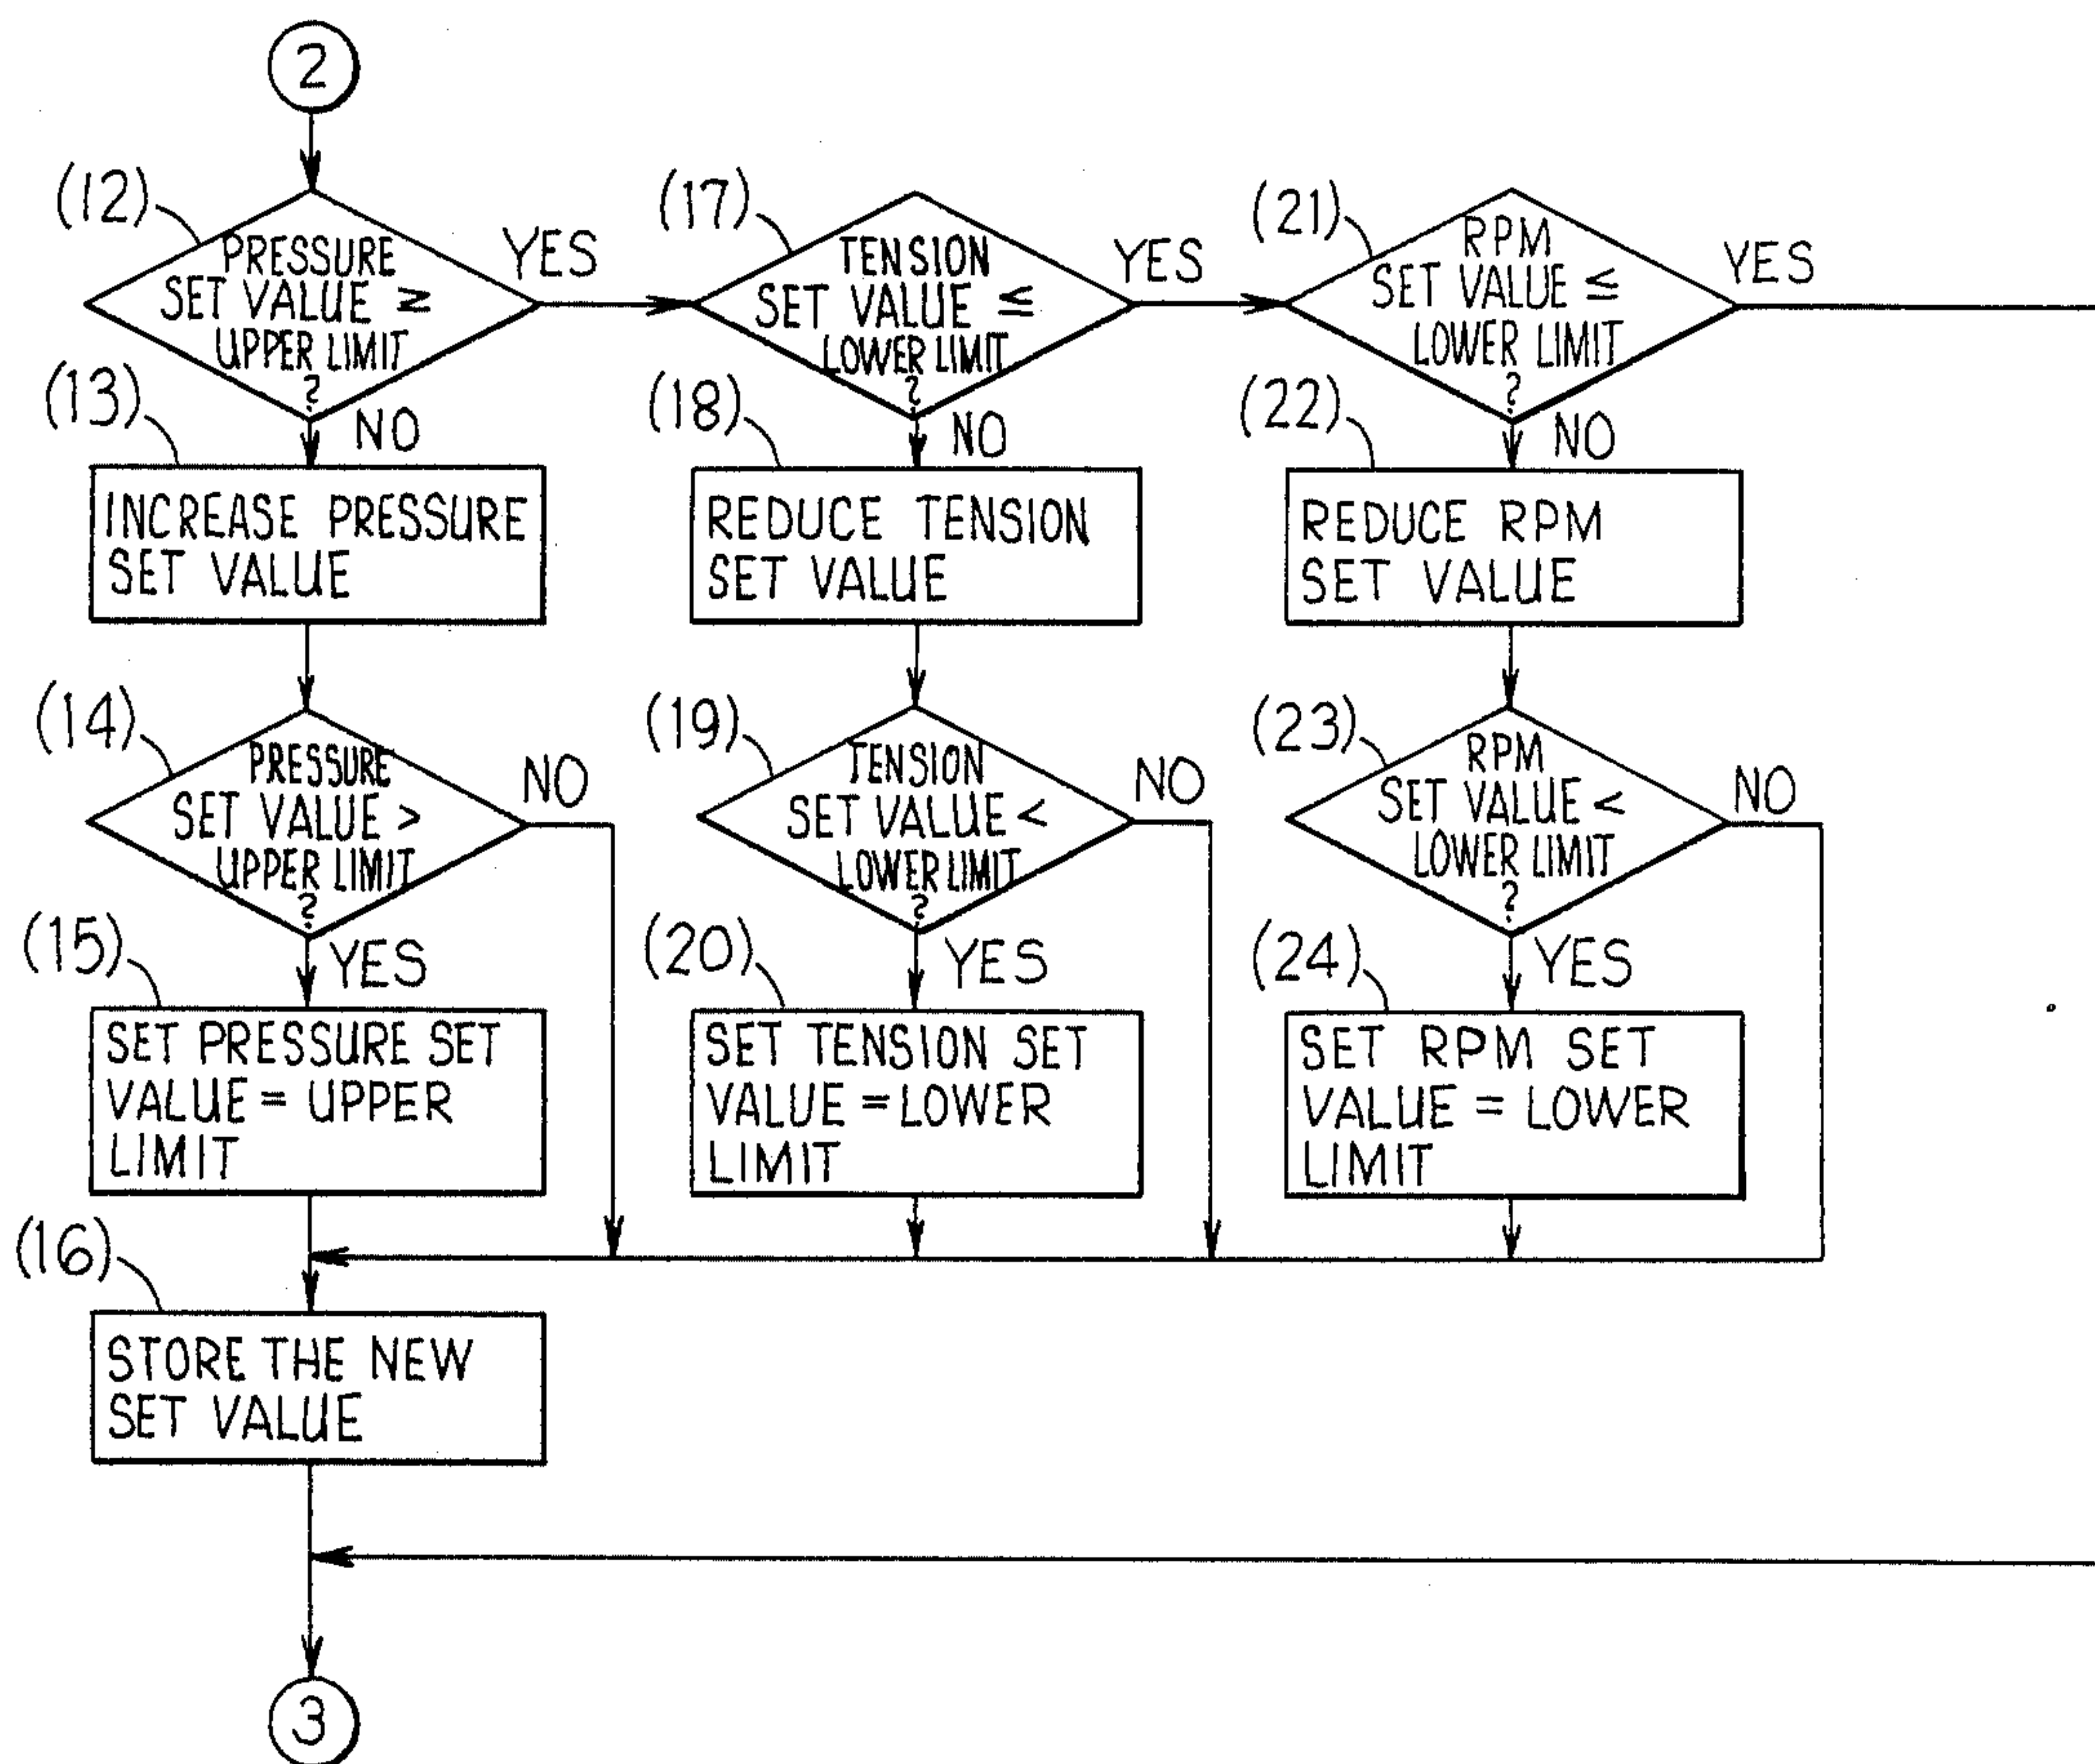 2
(12)
PRESSURE
SET VALUE ≥
UPPER LIMIT
?
YES
NO
(13)
INCREASE PRESSURE
SET VALUE
(14)
PRESSURE
SET VALUE >
UPPER LIMIT
?
NO
YES
(15)
SET PRESSURE SET
VALUE = UPPER
LIMIT
(16)
STORE THE NEW
SET VALUE
3
(17)
TENSION
SET VALUE ≤
LOWER LIMIT
?
YES
NO
(18)
REDUCE TENSION
SET VALUE
(19)
TENSION
SET VALUE <
LOWER LIMIT
?
NO
YES
(20)
SET TENSION SET
VALUE = LOWER
LIMIT
(21)
RPM
SET VALUE ≤
LOWER LIMIT
?
YES
NO
(22)
REDUCE RPM
SET VALUE
(23)
RPM
SET VALUE <
LOWER LIMIT
?
NO
YES
(24)
SET RPM SET
VALUE = LOWER
LIMIT